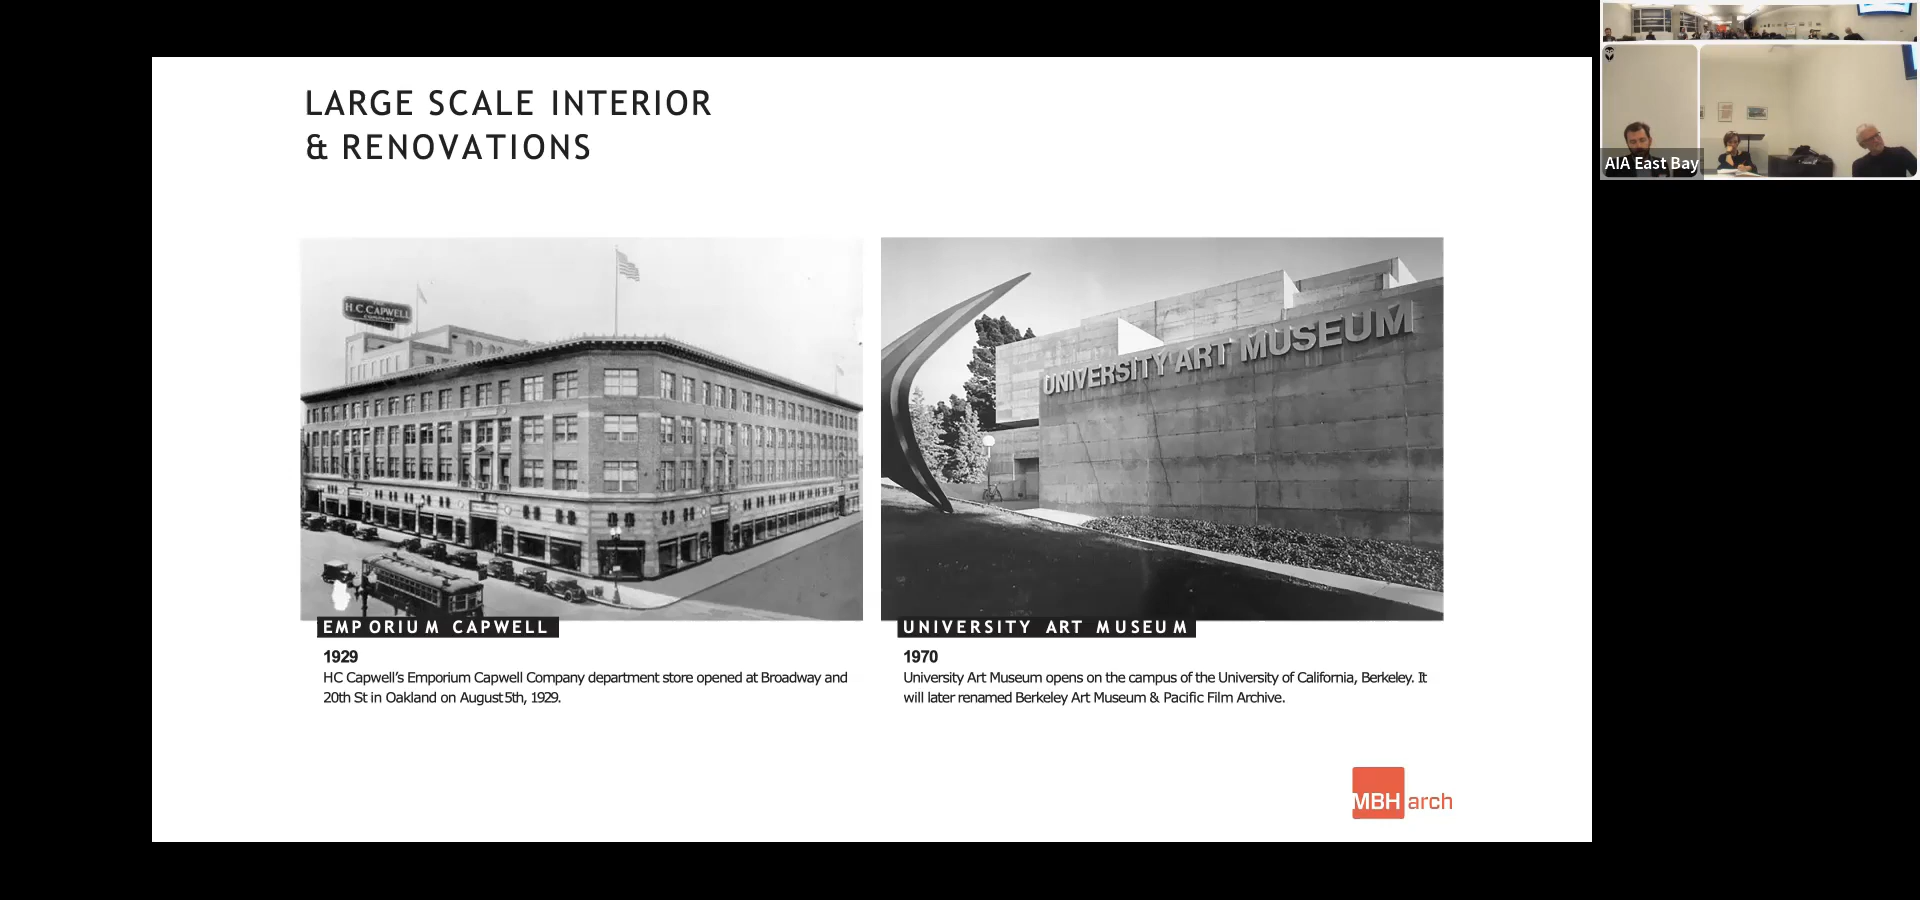 LARGE SCALE INTERIOR
& RENOVATIONS
H.C. CAPWELL
COMPANY
UNIVERSITY ART MUSEUM
EMPORIUM CAPWELL
UNIVERSITY ART MUSEUM
1929
HC Capwell's Emporium Capwell Company department store opened at Broadway and
20th St in Oakland on August 5th, 1929.
1970
University Art Museum opens on the campus of the University of California, Berkeley. It
will later renamed Berkeley Art Museum & Pacific Film Archive.
MBH arch
AIA East Bay